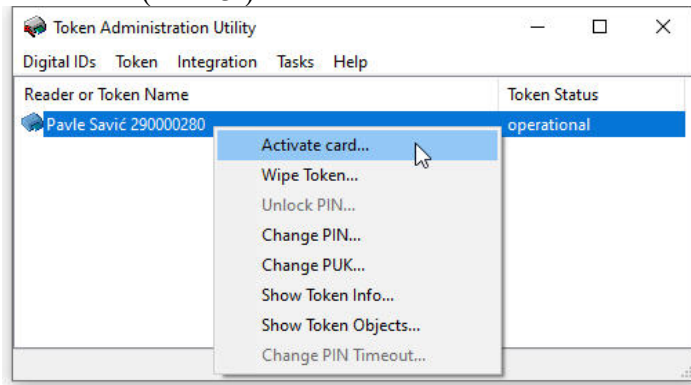 Token Administration Utility
Digital IDs Token Integration Tasks Help
Reader or Token Name Token Status
Pavle Savić 290000280 operational
Activate card...
Wipe Token...
Unlock PIN...
Change PIN...
Change PUK...
Show Token Info...
Show Token Objects...
Change PIN Timeout...